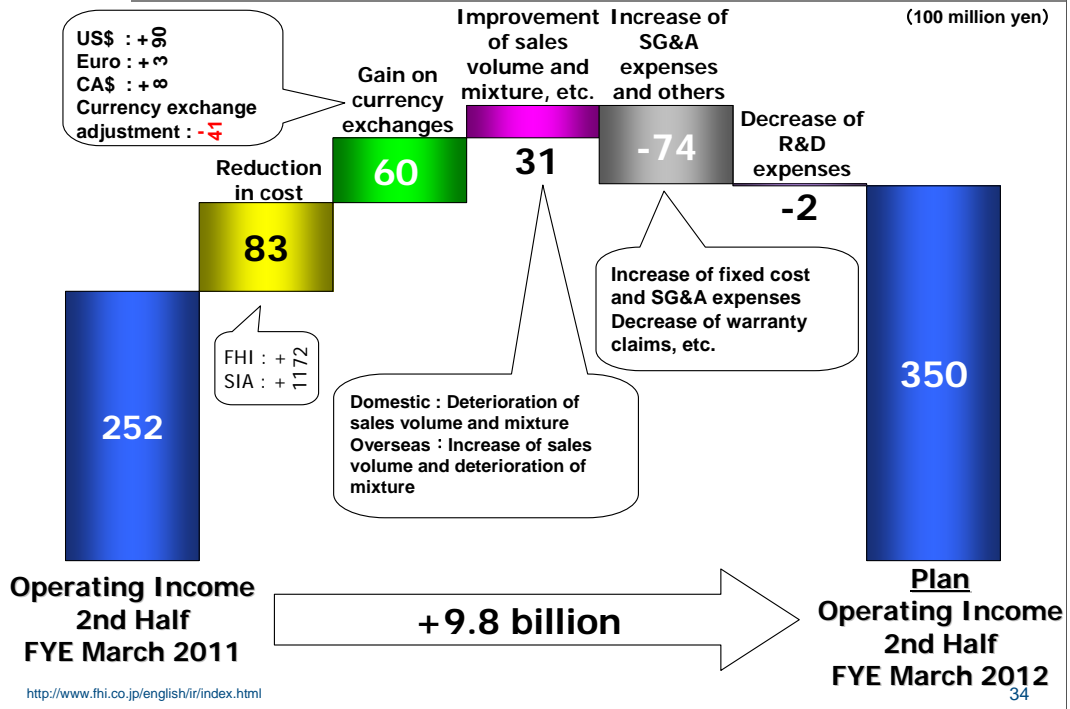 (100 million yen)
US$ : +90
Euro : +3
CA$ : +8
Currency exchange
adjustment : -41
Reduction
in cost
83
FHI : +72
SIA : +11
Gain on
currency
exchanges
60
Improvement
of sales
volume and
mixture, etc.
31
Domestic : Deterioration of
sales volume and mixture
Overseas：Increase of sales
volume and deterioration of
mixture
Increase of
SG&A
expenses
and others
-74
Increase of fixed cost
and SG&A expenses
Decrease of warranty
claims, etc.
Decrease of
R&D
expenses
-2
252
350
Operating Income
2nd Half
FYE March 2011
+9.8 billion
Plan
Operating Income
2nd Half
FYE March 2012
http://www.fhi.co.jp/english/ir/index.html
34